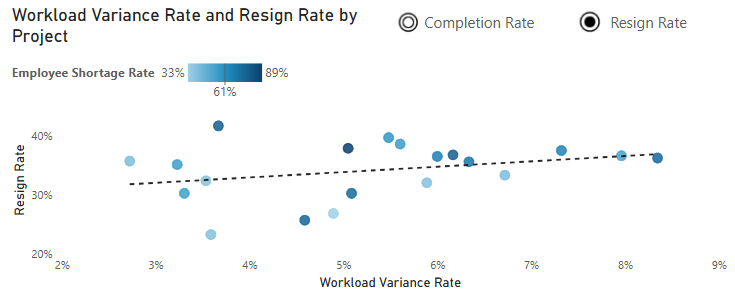 Workload Variance Rate and Resign Rate by
Project
Completion Rate
Resign Rate
Employee Shortage Rate 33% 89%
61%
40%
30%
20%
Resign Rate
2% 3% 4% 5% 6% 7% 8% 9%
Workload Variance Rate